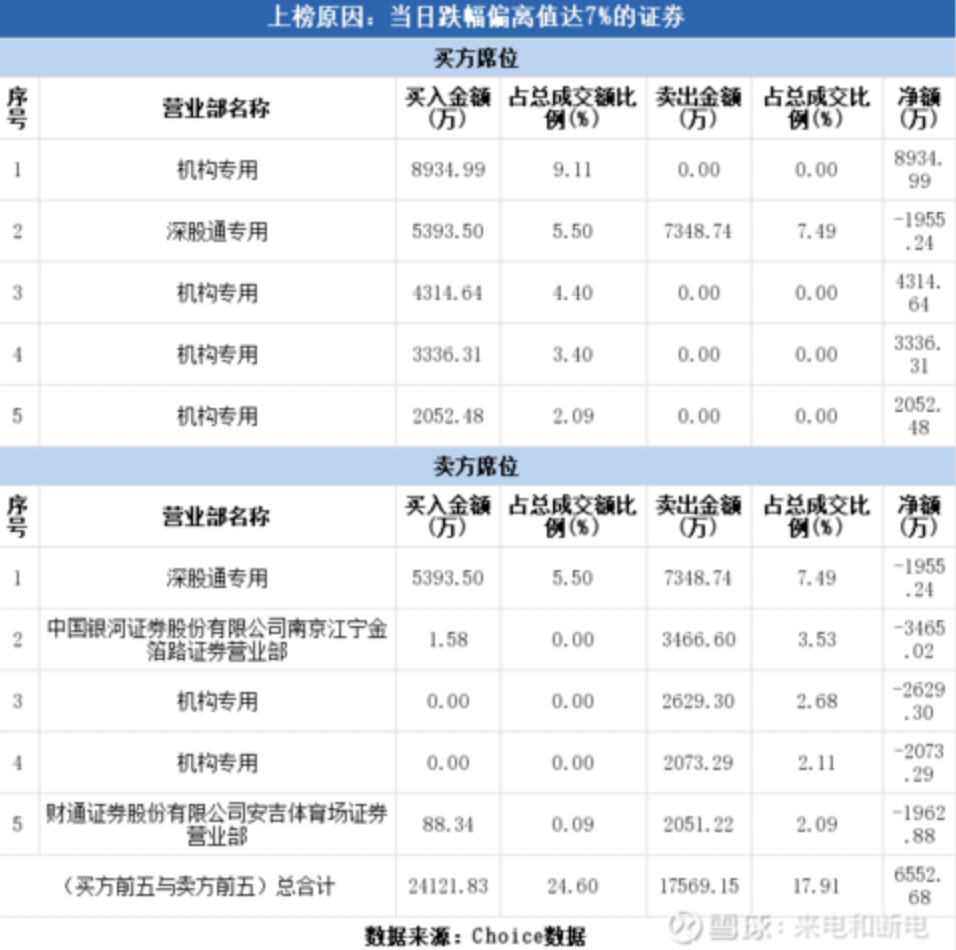 上榜原因：当日跌幅偏离值达7%的证券
买方席位
序号 营业部名称 买入金额(万) 占总成交额比例(%) 卖出金额(万) 占总成交比例(%) 净额(万)
1 机构专用 8934.99 9.11 0.00 0.00 8934.99
2 深股通专用 5393.50 5.50 7348.74 7.49 -1955.24
3 机构专用 4314.64 4.40 0.00 0.00 4314.64
4 机构专用 3336.31 3.40 0.00 0.00 3336.31
5 机构专用 2052.48 2.09 0.00 0.00 2052.48
卖方席位
序号 营业部名称 买入金额(万) 占总成交额比例(%) 卖出金额(万) 占总成交比例(%) 净额(万)
1 深股通专用 5393.50 5.50 7348.74 7.49 -1955.24
2 中国银河证券股份有限公司南京江宁金箔路证券营业部 1.58 0.00 3466.60 3.53 -3465.02
3 机构专用 0.00 0.00 2629.30 2.68 -2629.30
4 机构专用 0.00 0.00 2073.29 2.11 -2073.29
5 财通证券股份有限公司安吉体育场证券营业部 88.34 0.09 2051.22 2.09 -1962.88
（买方前五与卖方前五）总合计 24121.83 24.60 17569.15 17.91 6552.68
数据来源：Choice数据
雪球：来电和断电